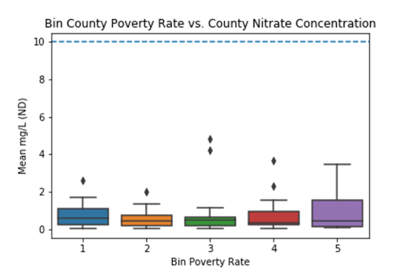 Bin County Poverty Rate vs. County Nitrate Concentration
10
8
6
4
2
0
Mean mg/L (ND)
1 2 3 4 5
Bin Poverty Rate